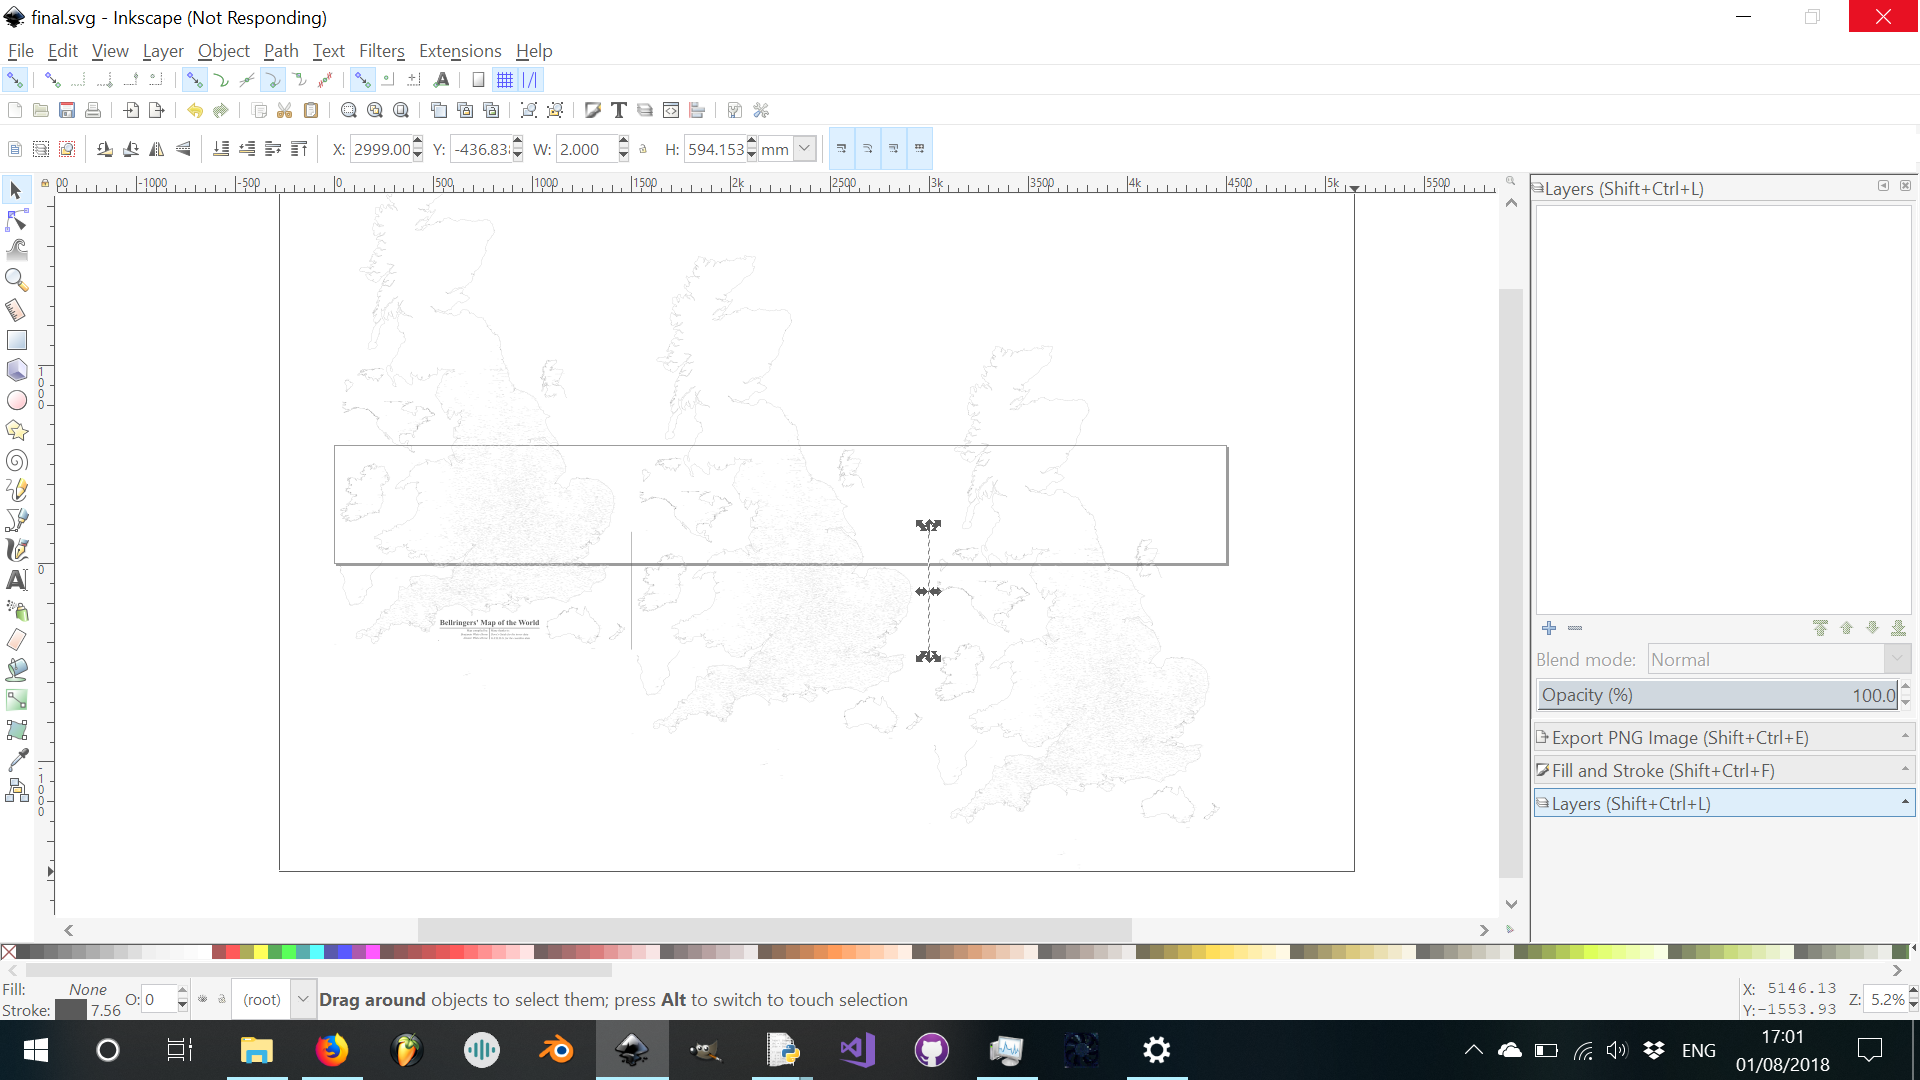 final.svg - Inkscape (Not Responding)
File Edit View Layer Object Path Text Filters Extensions Help
X: 2999.00 Y: -436.83 W: 2.000 H: 594.153 mm
00 -1000 -500 0 500 1000 1500 2k 2500 3k 3500 4k 4500 5k 5500
Layers (Shift+Ctrl+L)
1000
0
Bellringers' Map of the World
-1000
Blend mode: Normal
Opacity (%) 100.0
Export PNG Image (Shift+Ctrl+E)
Fill and Stroke (Shift+Ctrl+F)
Layers (Shift+Ctrl+L)
Fill: None
Stroke: 7.56
O: 0
(root)
Drag around objects to select them; press Alt to switch to touch selection
X: 5146.13
Y:-1553.93
Z: 5.2%
ENG
17:01
01/08/2018